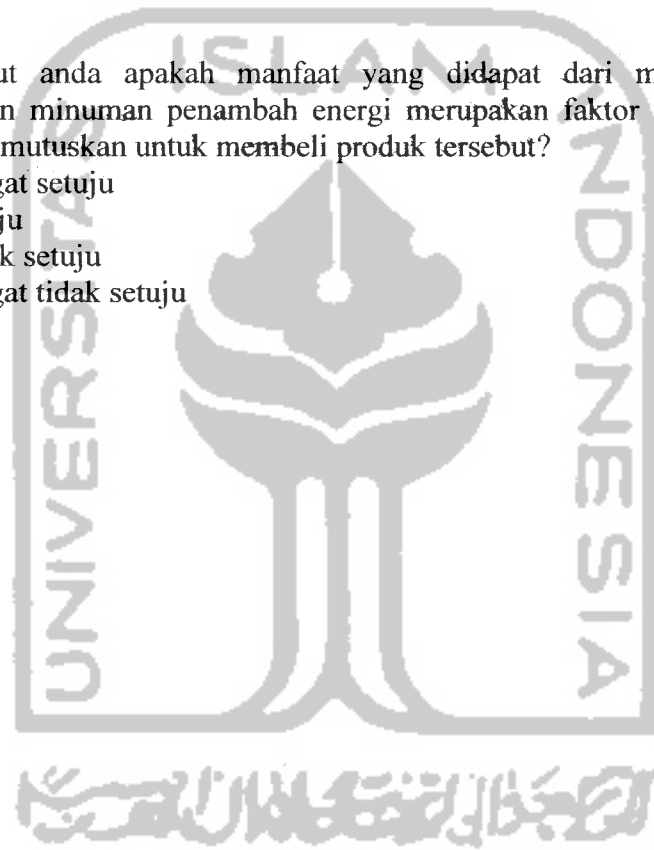 ISLAM
ut anda apakah manfaat yang didapat dari m
n minuman penambah energi merupakan faktor
mutuskan untuk membeli produk tersebut?
gat setuju
ju
k setuju
gat tidak setuju
UNIVERSITAS
INDONESIA